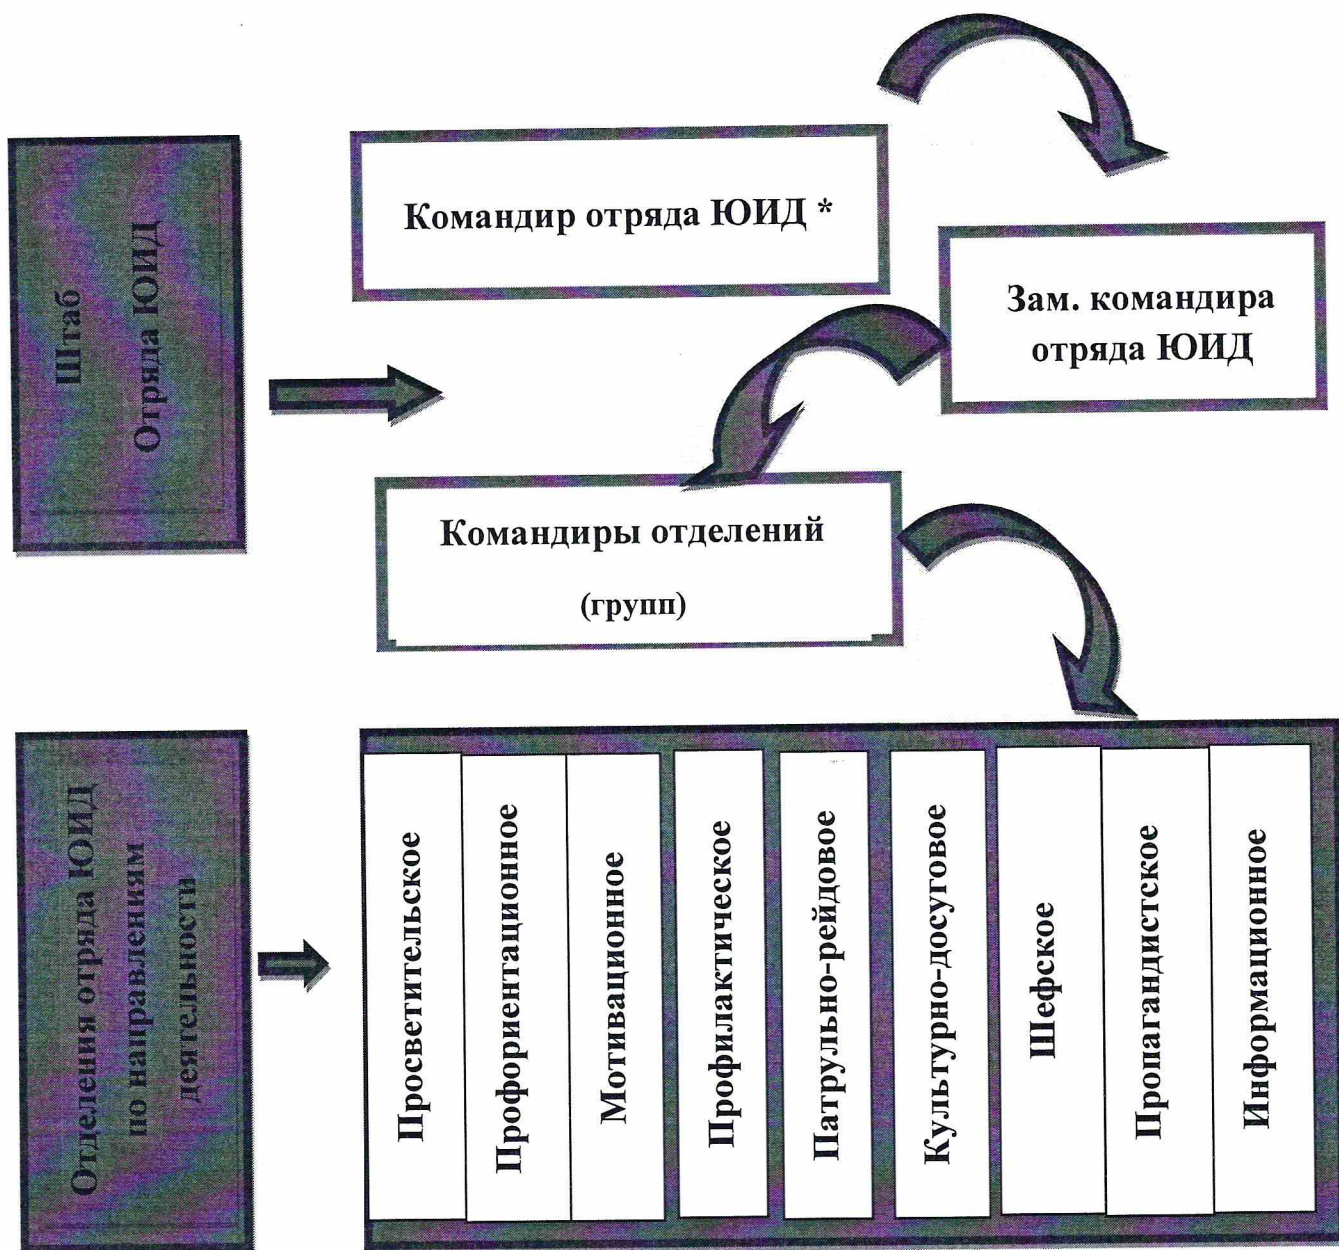 Штаб
Отряда ЮИД
Командир отряда ЮИД *
Зам. командира
отряда ЮИД
Командиры отделений
(групп)
Отделения отряда ЮИД
по направлениям
деятельности
Просветительское
Профориентационное
Мотивационное
Профилактическое
Патрульно-рейдовое
Культурно-досуговое
Шефское
Пропагандистское
Информационное